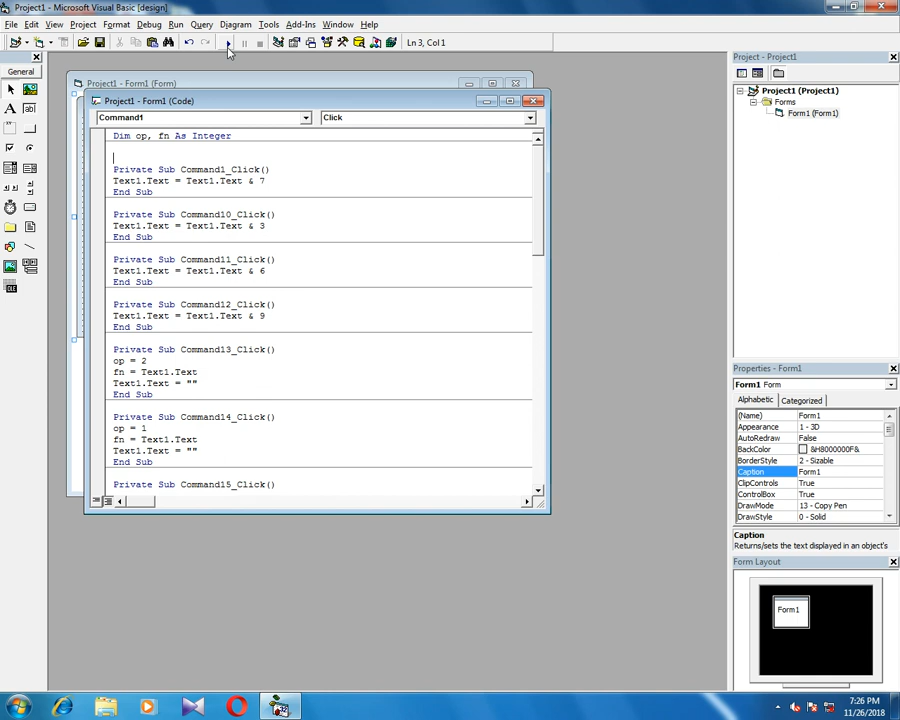 Project1 - Microsoft Visual Basic [design]
File Edit View Project Format Debug Run Query Diagram Tools Add-Ins Window Help
Ln 3, Col 1
General
Project1 - Form1 (Form)
Project1 - Form1 (Code)
Command1
Click
Dim op, fn As Integer
Private Sub Command1_Click()
Text1.Text = Text1.Text & 7
End Sub
Private Sub Command10_Click()
Text1.Text = Text1.Text & 3
End Sub
Private Sub Command11_Click()
Text1.Text = Text1.Text & 6
End Sub
Private Sub Command12_Click()
Text1.Text = Text1.Text & 9
End Sub
Private Sub Command13_Click()
op = 2
fn = Text1.Text
Text1.Text = ""
End Sub
Private Sub Command14_Click()
op = 1
fn = Text1.Text
Text1.Text = ""
End Sub
Private Sub Command15_Click()
Project - Project1
Project1 (Project1)
Forms
Form1 (Form1)
Properties - Form1
Form1 Form
Alphabetic Categorized
(Name) Form1
Appearance 1 - 3D
AutoRedraw False
BackColor &H8000000F&
BorderStyle 2 - Sizable
Caption Form1
ClipControls True
ControlBox True
DrawMode 13 - Copy Pen
DrawStyle 0 - Solid
Caption
Returns/sets the text displayed in an object's
Form Layout
Form1
7:26 PM
11/26/2018